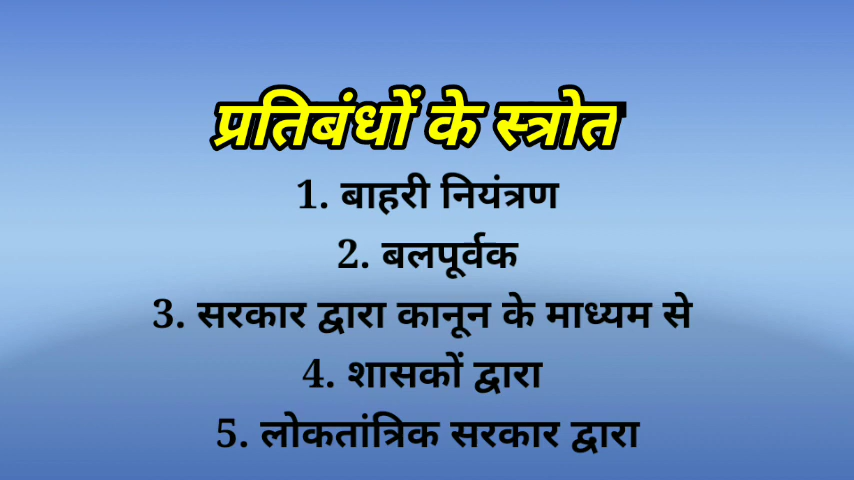 प्रतिबंधों के स्त्रोत
1. बाहरी नियंत्रण
2. बलपूर्वक
3. सरकार द्वारा कानून के माध्यम से
4. शासकों द्वारा
5. लोकतांत्रिक सरकार द्वारा